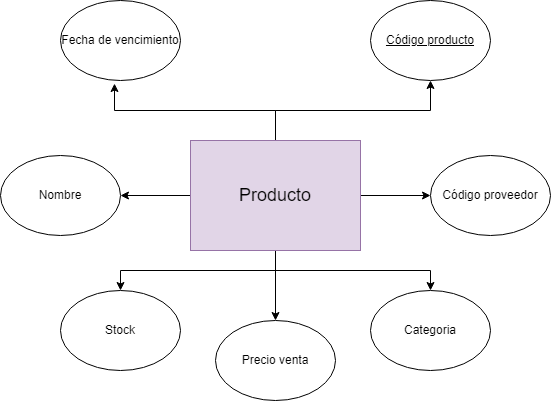 Fecha de vencimiento
Código producto
Nombre
Producto
Código proveedor
Stock
Precio venta
Categoria